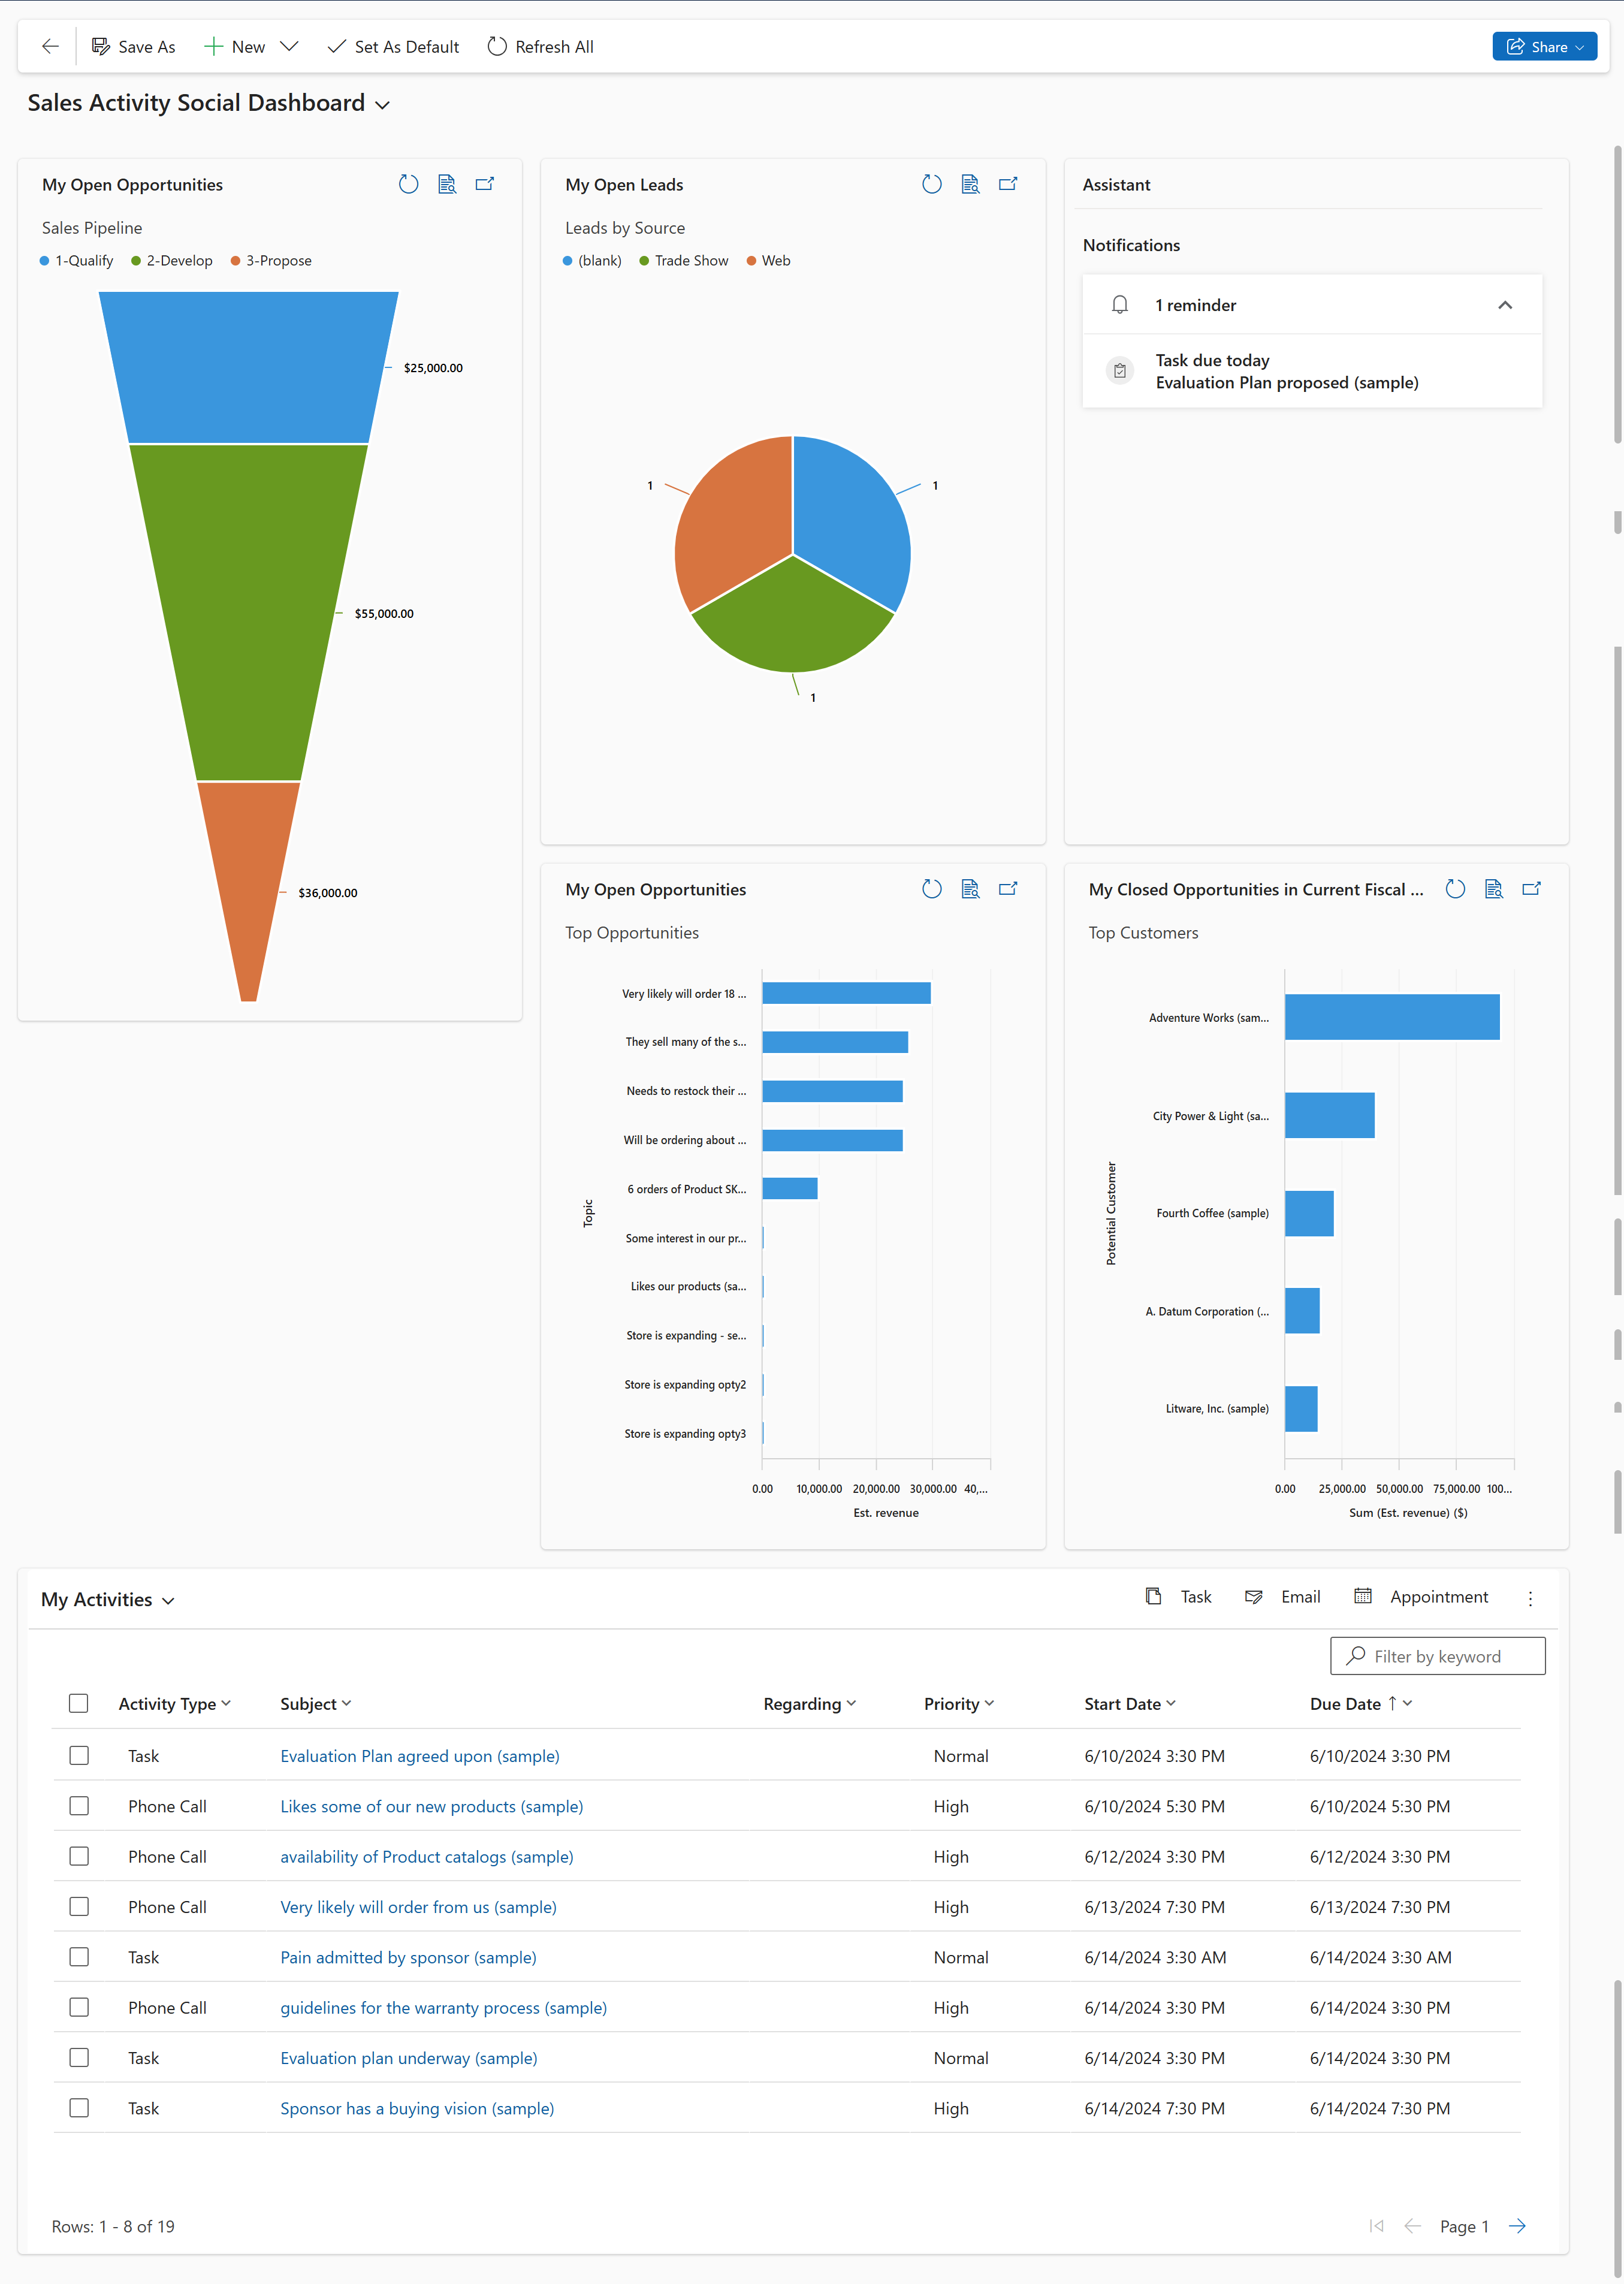 Save As
New
Set As Default
Refresh All
Share
Sales Activity Social Dashboard
My Open Opportunities
Sales Pipeline
1-Qualify 2-Develop 3-Propose
$25,000.00
$55,000.00
$36,000.00
My Open Leads
Leads by Source
(blank) Trade Show Web
1
1
1
Assistant
Notifications
1 reminder
Task due today
Evaluation Plan proposed (sample)
My Open Opportunities
Top Opportunities
Topic
Very likely will order 18 ...
They sell many of the s...
Needs to restock their ...
Will be ordering about ...
6 orders of Product SK...
Some interest in our pr...
Likes our products (sa...
Store is expanding - se...
Store is expanding opty2
Store is expanding opty3
0.00 10,000.00 20,000.00 30,000.00 40,...
Est. revenue
My Closed Opportunities in Current Fiscal ...
Top Customers
Potential Customer
Adventure Works (sam...
City Power & Light (sa...
Fourth Coffee (sample)
A. Datum Corporation (...
Litware, Inc. (sample)
0.00 25,000.00 50,000.00 75,000.00 100...
Sum (Est. revenue) ($)
My Activities
Task Email Appointment
Filter by keyword
Activity Type Subject Regarding Priority Start Date Due Date
Task Evaluation Plan agreed upon (sample) Normal 6/10/2024 3:30 PM 6/10/2024 3:30 PM
Phone Call Likes some of our new products (sample) High 6/10/2024 5:30 PM 6/10/2024 5:30 PM
Phone Call availability of Product catalogs (sample) High 6/12/2024 3:30 PM 6/12/2024 3:30 PM
Phone Call Very likely will order from us (sample) High 6/13/2024 7:30 PM 6/13/2024 7:30 PM
Task Pain admitted by sponsor (sample) Normal 6/14/2024 3:30 AM 6/14/2024 3:30 AM
Phone Call guidelines for the warranty process (sample) High 6/14/2024 3:30 PM 6/14/2024 3:30 PM
Task Evaluation plan underway (sample) Normal 6/14/2024 3:30 PM 6/14/2024 3:30 PM
Task Sponsor has a buying vision (sample) High 6/14/2024 7:30 PM 6/14/2024 7:30 PM
Rows: 1 - 8 of 19
Page 1